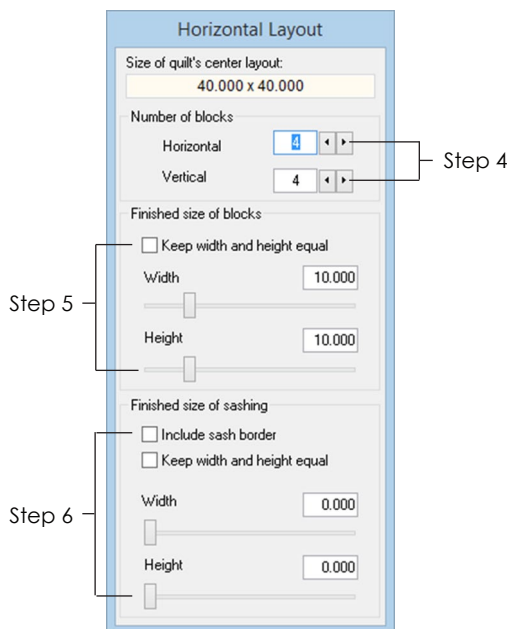 Horizontal Layout
Size of quilt's center layout:
40.000 x 40.000
Number of blocks
Horizontal 4
Step 4
Vertical 4
Finished size of blocks
Keep width and height equal
Width 10.000
Step 5
Height 10.000
Finished size of sashing
Include sash border
Keep width and height equal
Width 0.000
Step 6
Height 0.000